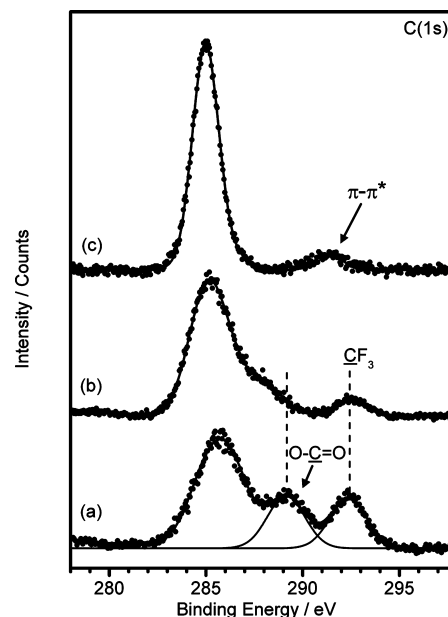 C(1s)
π-π*
(c)
CF₃
(b)
O-C=O
(a)
280 285 290 295
Binding Energy / eV
Intensity / Counts